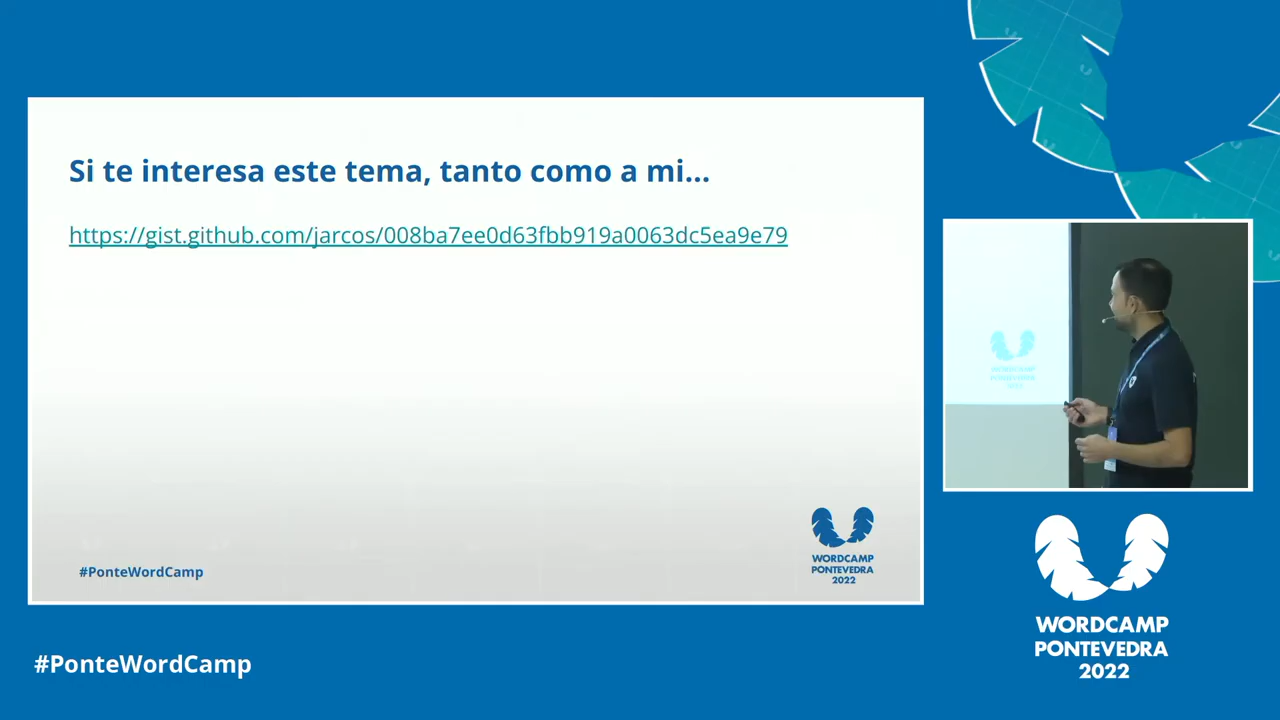 Si te interesa este tema, tanto como a mi...
https://gist.github.com/jarcos/008ba7ee0d63fbb919a0063dc5ea9e79
#PonteWordCamp
WORDCAMP
PONTEVEDRA
2022
#PonteWordCamp
WORDCAMP
PONTEVEDRA
2022